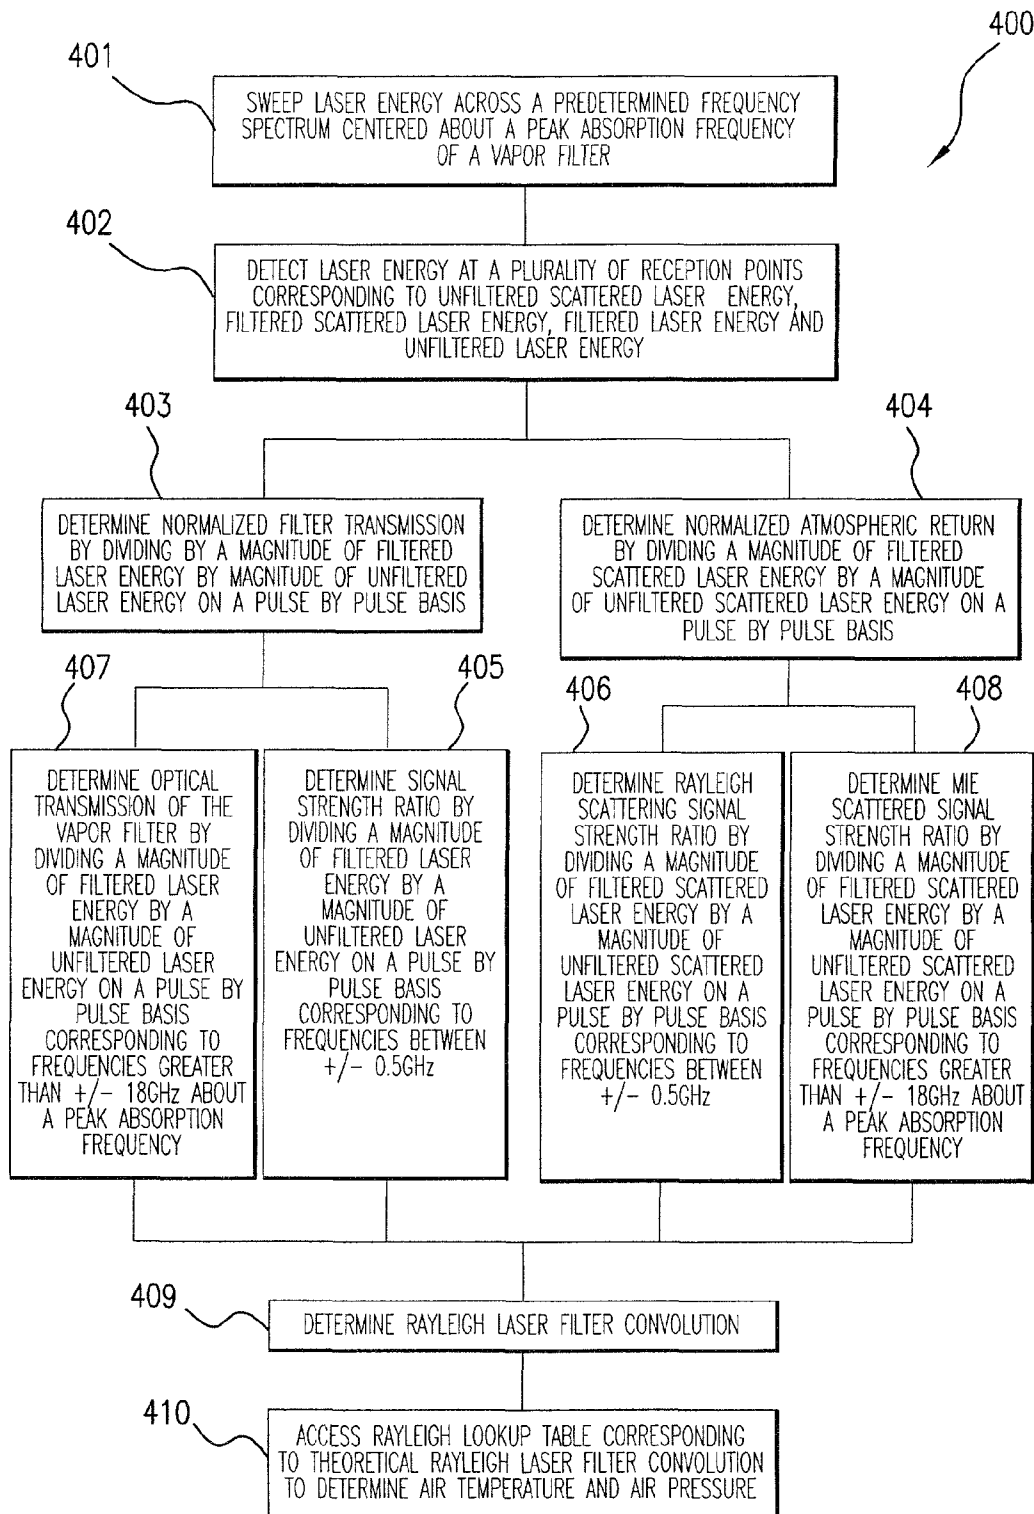 400
401
SWEEP LASER ENERGY ACROSS A PREDETERMINED FREQUENCY
SPECTRUM CENTERED ABOUT A PEAK ABSORPTION FREQUENCY
OF A VAPOR FILTER
402
DETECT LASER ENERGY AT A PLURALITY OF RECEPTION POINTS
CORRESPONDING TO UNFILTERED SCATTERED LASER ENERGY,
FILTERED SCATTERED LASER ENERGY, FILTERED LASER ENERGY AND
UNFILTERED LASER ENERGY
403
DETERMINE NORMALIZED FILTER TRANSMISSION
BY DIVIDING BY A MAGNITUDE OF FILTERED
LASER ENERGY BY MAGNITUDE OF UNFILTERED
LASER ENERGY ON A PULSE BY PULSE BASIS
404
DETERMINE NORMALIZED ATMOSPHERIC RETURN
BY DIVIDING A MAGNITUDE OF FILTERED
SCATTERED LASER ENERGY BY A MAGNITUDE
OF UNFILTERED SCATTERED LASER ENERGY ON A
PULSE BY PULSE BASIS
407
DETERMINE OPTICAL
TRANSMISSION OF THE
VAPOR FILTER BY
DIVIDING A MAGNITUDE
OF FILTERED LASER
ENERGY BY A
MAGNITUDE OF
UNFILTERED LASER
ENERGY ON A PULSE BY
PULSE BASIS
CORRESPONDING TO
FREQUENCIES GREATER
THAN +/- 18GHz ABOUT
A PEAK ABSORPTION
FREQUENCY
405
DETERMINE SIGNAL
STRENGTH RATIO BY
DIVIDING A MAGNITUDE
OF FILTERED LASER
ENERGY BY A
MAGNITUDE OF
UNFILTERED LASER
ENERGY ON A PULSE BY
PULSE BASIS
CORRESPONDING TO
FREQUENCIES BETWEEN
+/- 0.5GHz
406
DETERMINE RAYLEIGH
SCATTERING SIGNAL
STRENGTH RATIO BY
DIVIDING A MAGNITUDE
OF FILTERED SCATTERED
LASER ENERGY BY A
MAGNITUDE OF
UNFILTERED SCATTERED
LASER ENERGY ON A
PULSE BY PULSE BASIS
CORRESPONDING TO
FREQUENCIES BETWEEN
+/- 0.5GHz
408
DETERMINE MIE
SCATTERED SIGNAL
STRENGTH RATIO BY
DIVIDING A MAGNITUDE
OF FILTERED SCATTERED
LASER ENERGY BY A
MAGNITUDE OF
UNFILTERED SCATTERED
LASER ENERGY ON A
PULSE BY PULSE BASIS
CORRESPONDING TO
FREQUENCIES GREATER
THAN +/- 18GHz ABOUT
A PEAK ABSORPTION
FREQUENCY
409
DETERMINE RAYLEIGH LASER FILTER CONVOLUTION
410
ACCESS RAYLEIGH LOOKUP TABLE CORRESPONDING
TO THEORETICAL RAYLEIGH LASER FILTER CONVOLUTION
TO DETERMINE AIR TEMPERATURE AND AIR PRESSURE